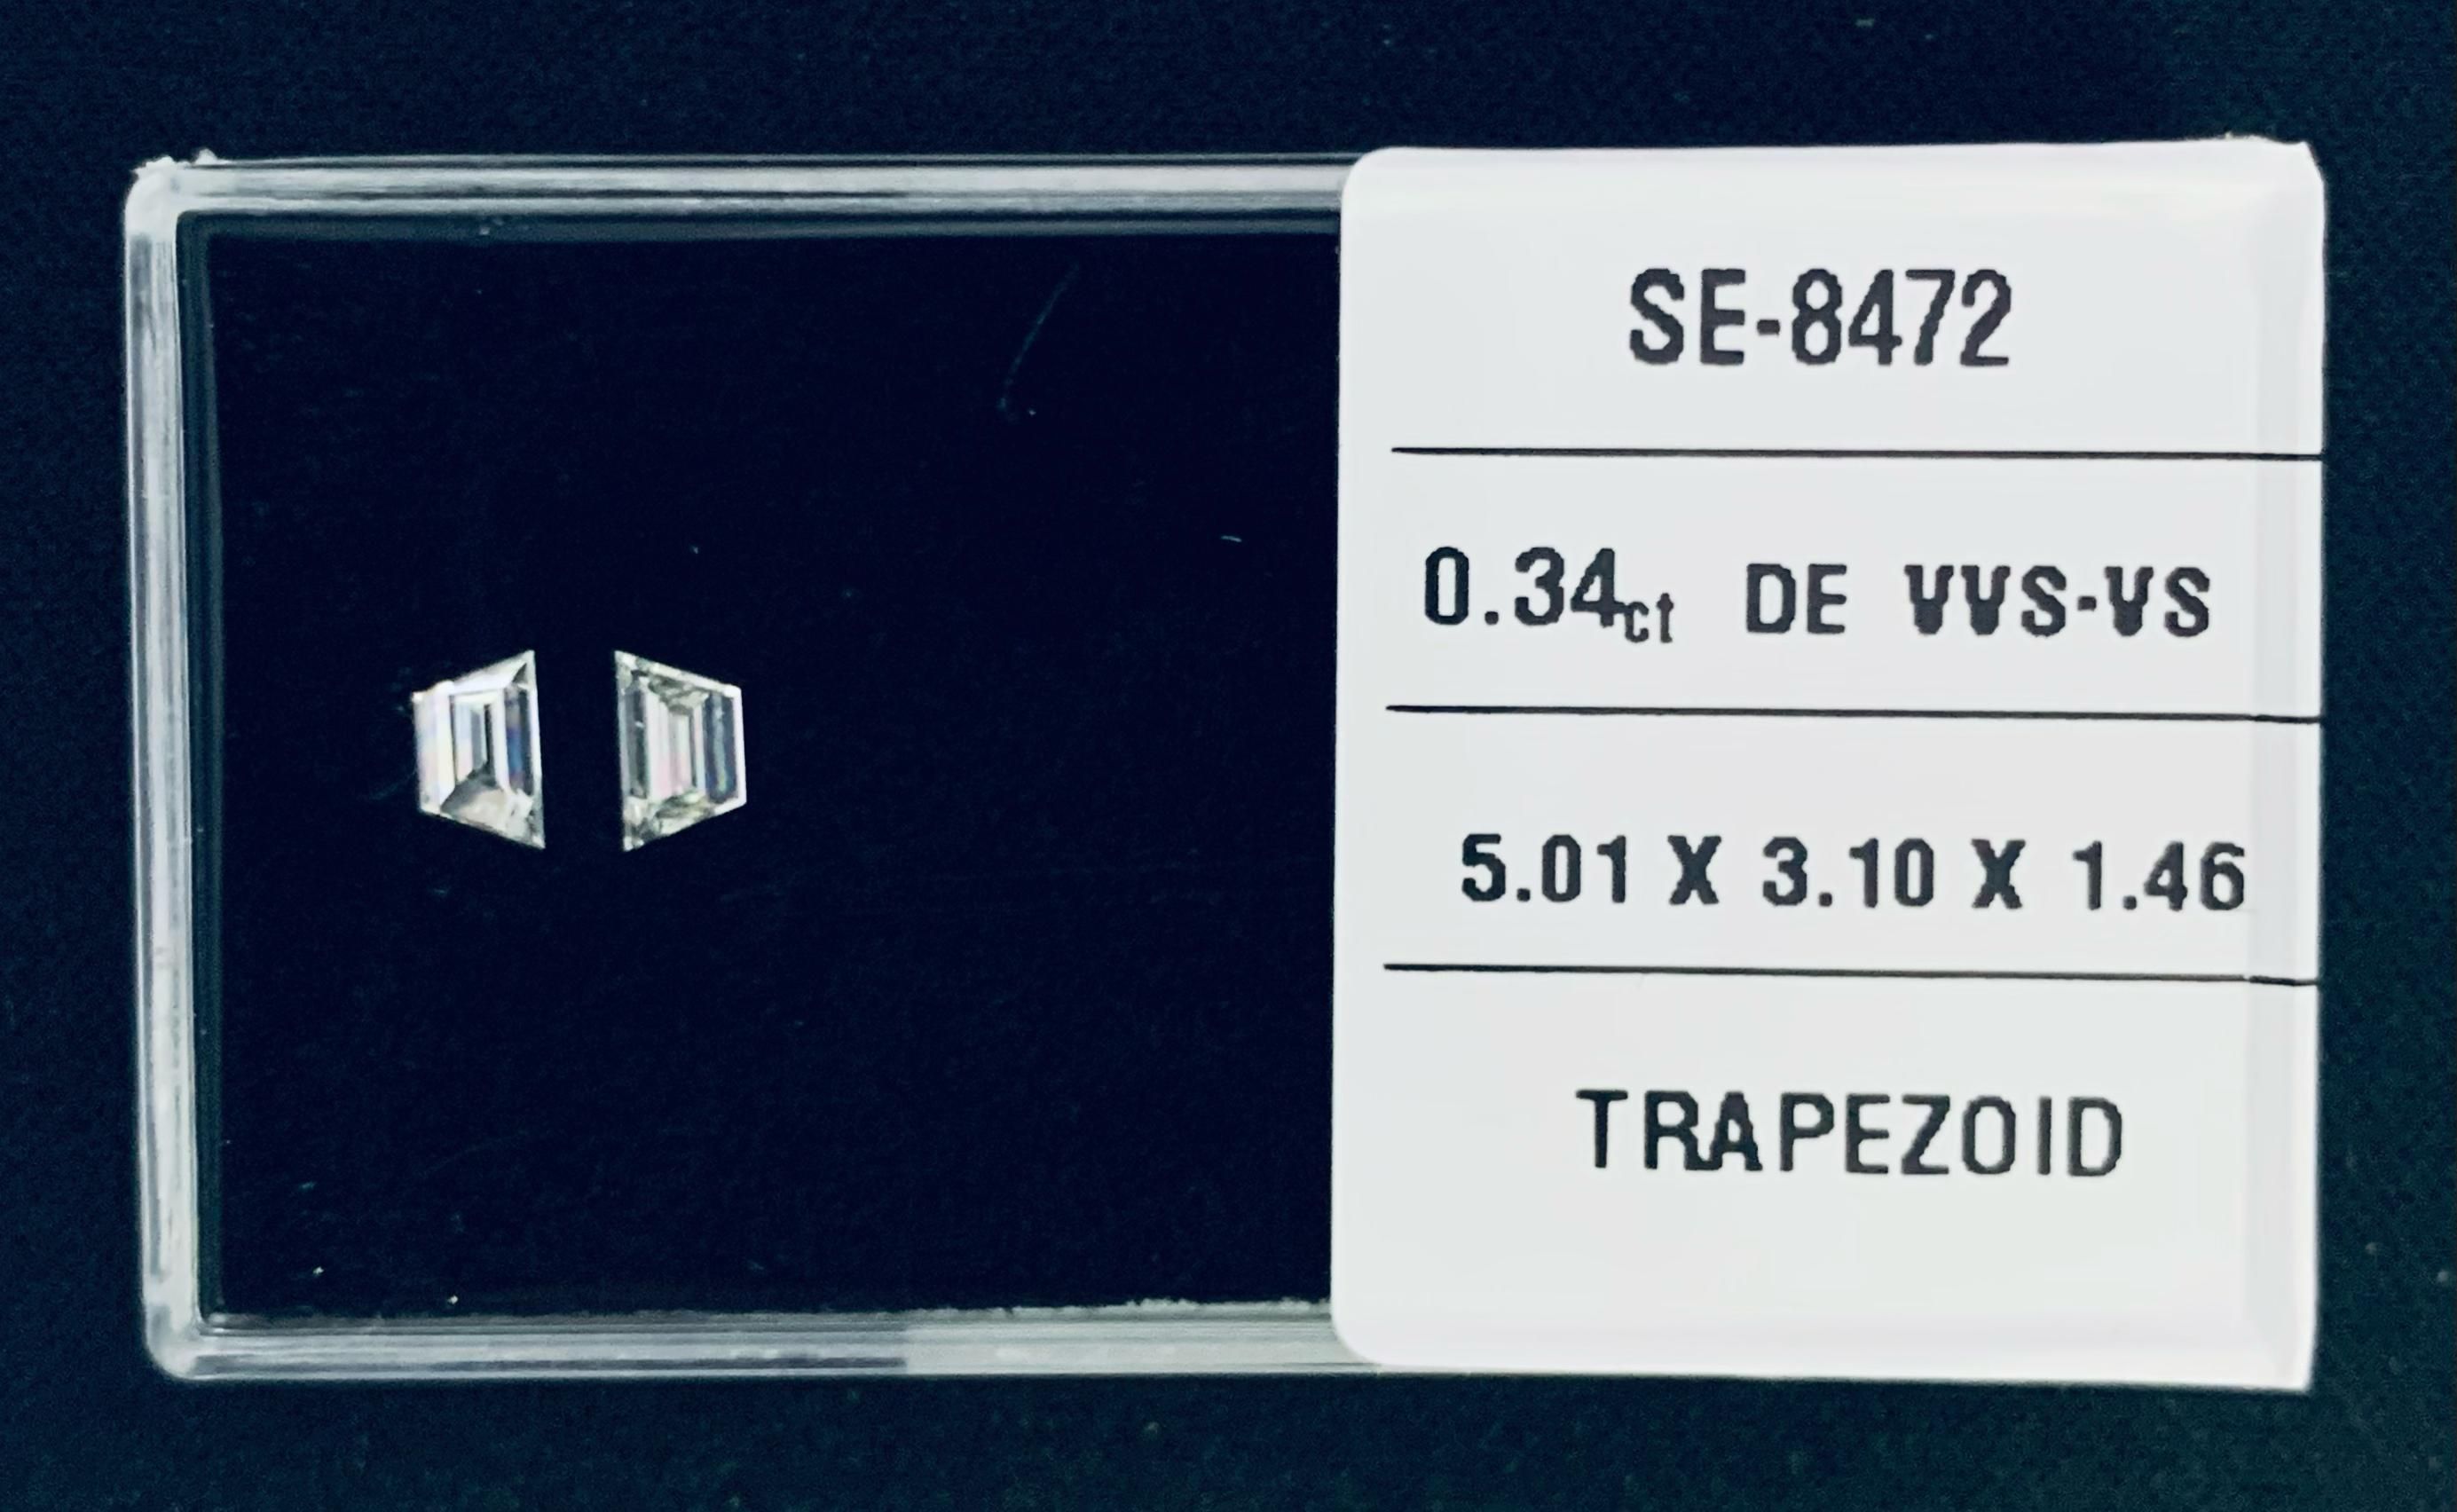 SE-8472
0.34ct DE VVS-VS
5.01 X 3.10 X 1.46
TRAPEZOID